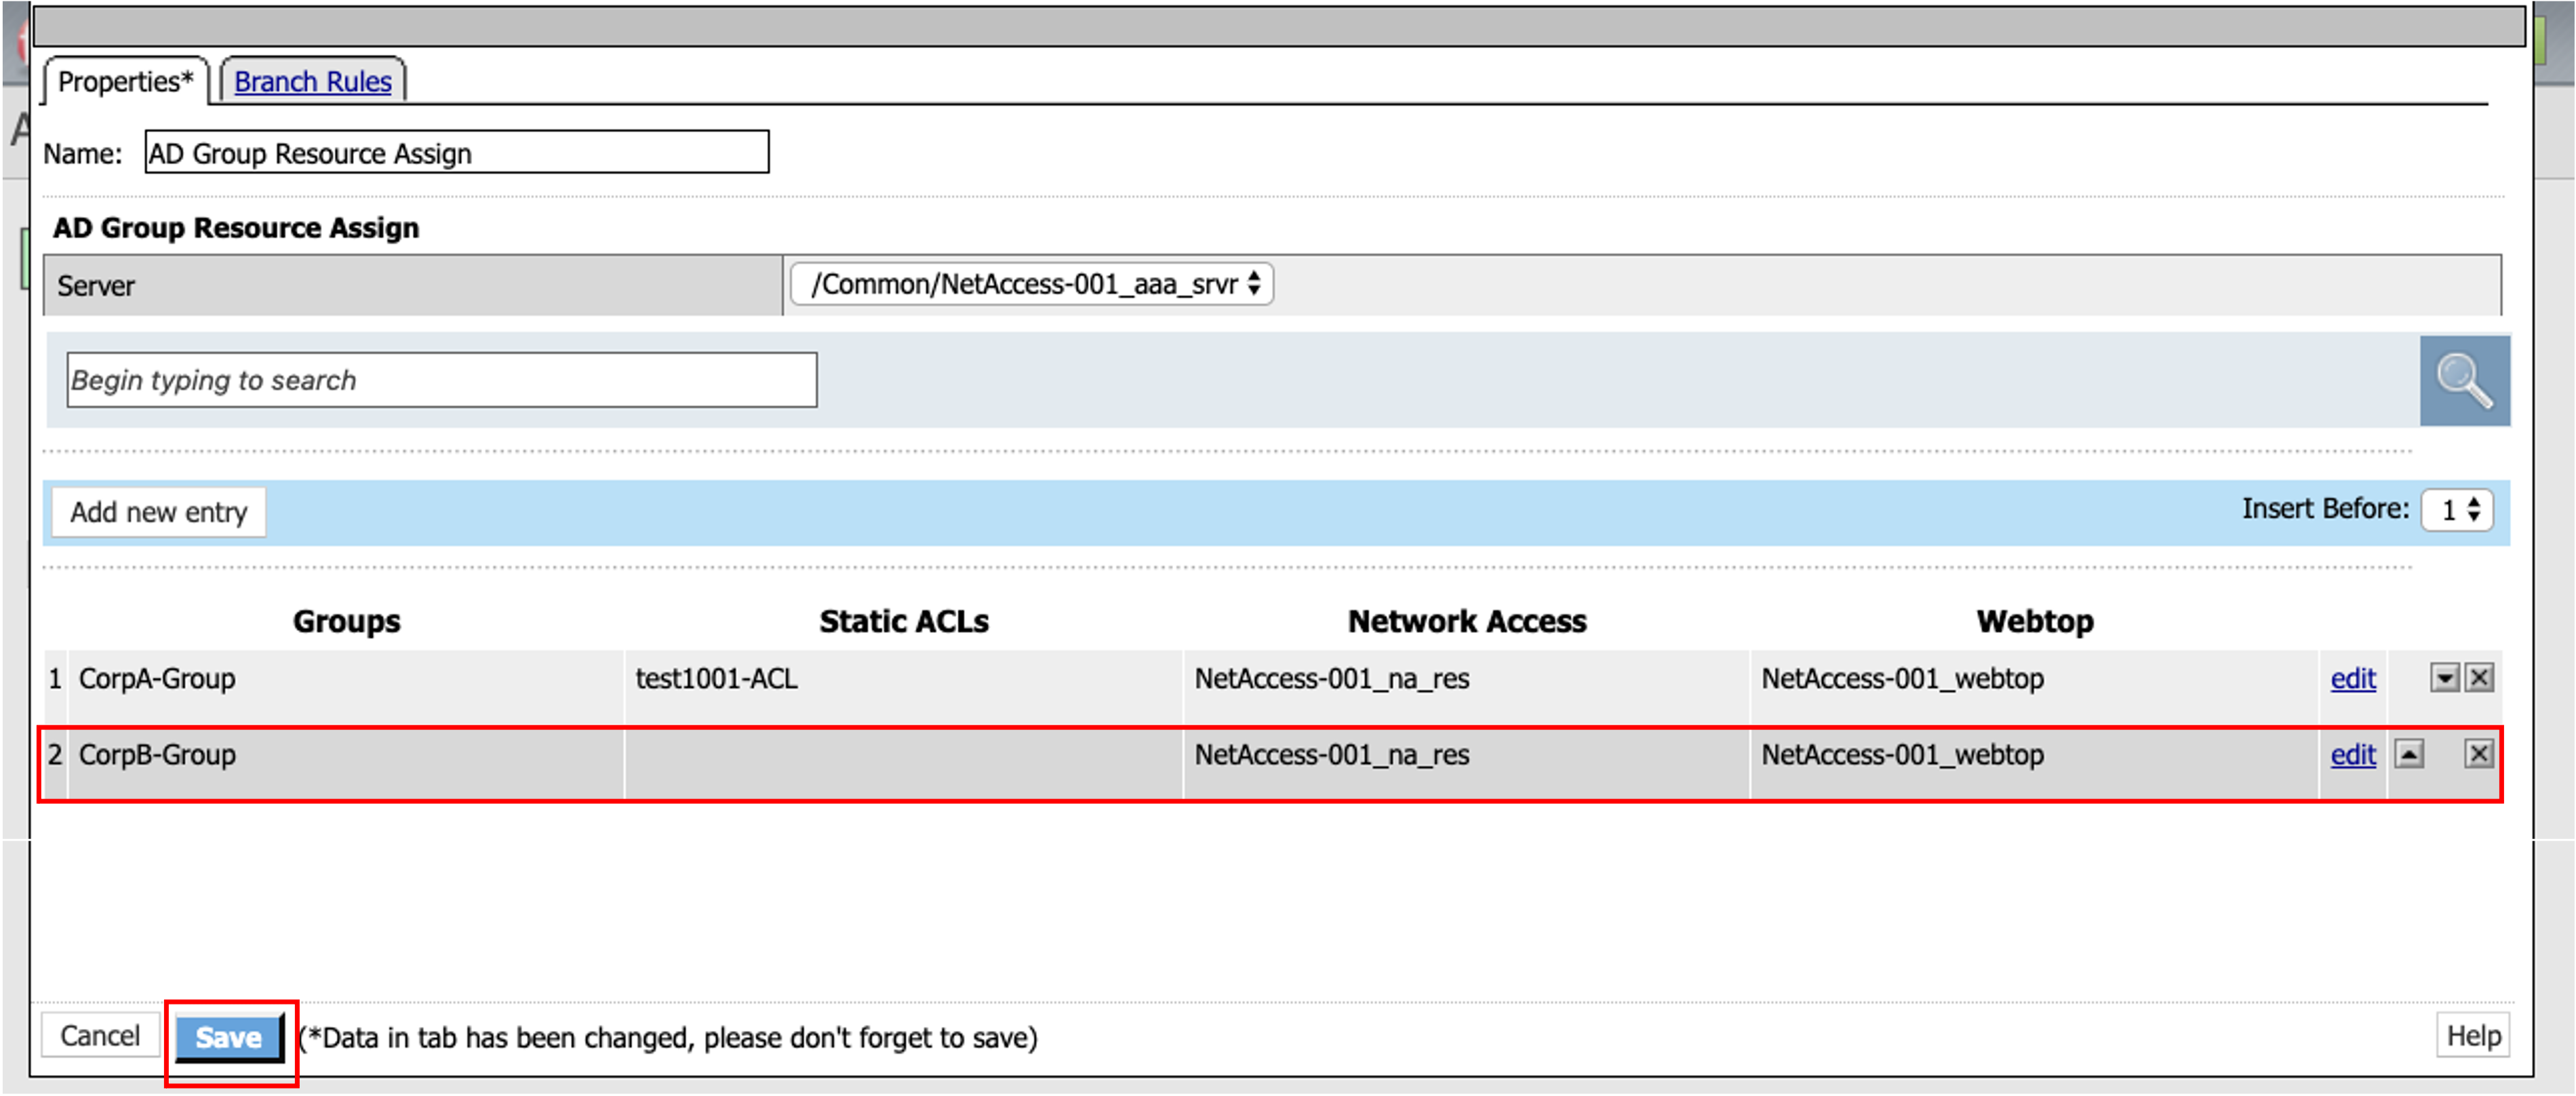 Properties* Branch Rules
A
Name: AD Group Resource Assign
AD Group Resource Assign
Server /Common/NetAccess-001_aaa_srvr
Begin typing to search
Add new entry Insert Before: 1
Groups Static ACLs Network Access Webtop
1 CorpA-Group test1001-ACL NetAccess-001_na_res NetAccess-001_webtop edit
2 CorpB-Group NetAccess-001_na_res NetAccess-001_webtop edit
Cancel Save (*Data in tab has been changed, please don't forget to save) Help